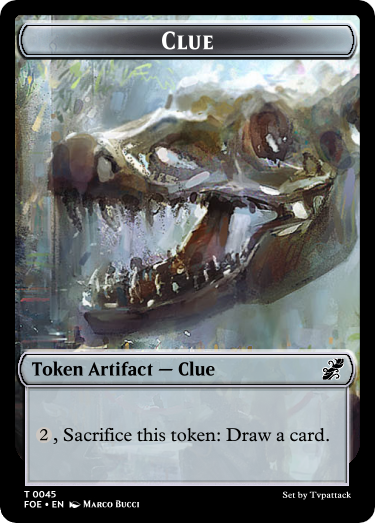 Clue
Token Artifact — Clue
2, Sacrifice this token: Draw a card.
T 0045
FOE • EN Marco Bucci
Set by Tvpattack